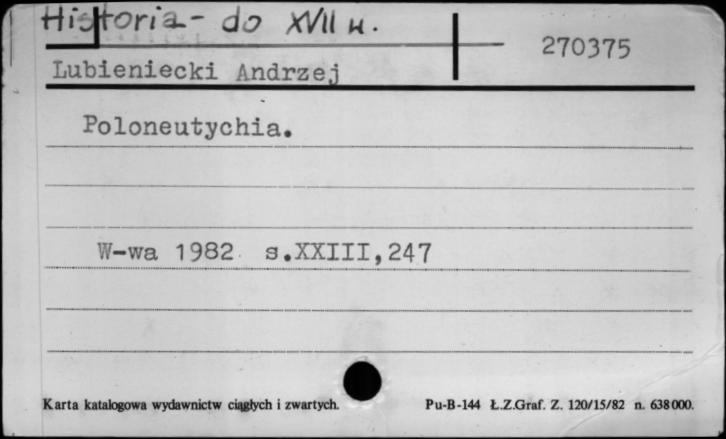 Historia - do XVII w.
270375
Lubieniecki Andrzej
Poloneutychia.
W-wa 1982 s.XXIII,247
Karta katalogowa wydawnictw ciągłych i zwartych.
Pu-B-144 Ł.Z.Graf. Z. 120/15/82 n. 638000.